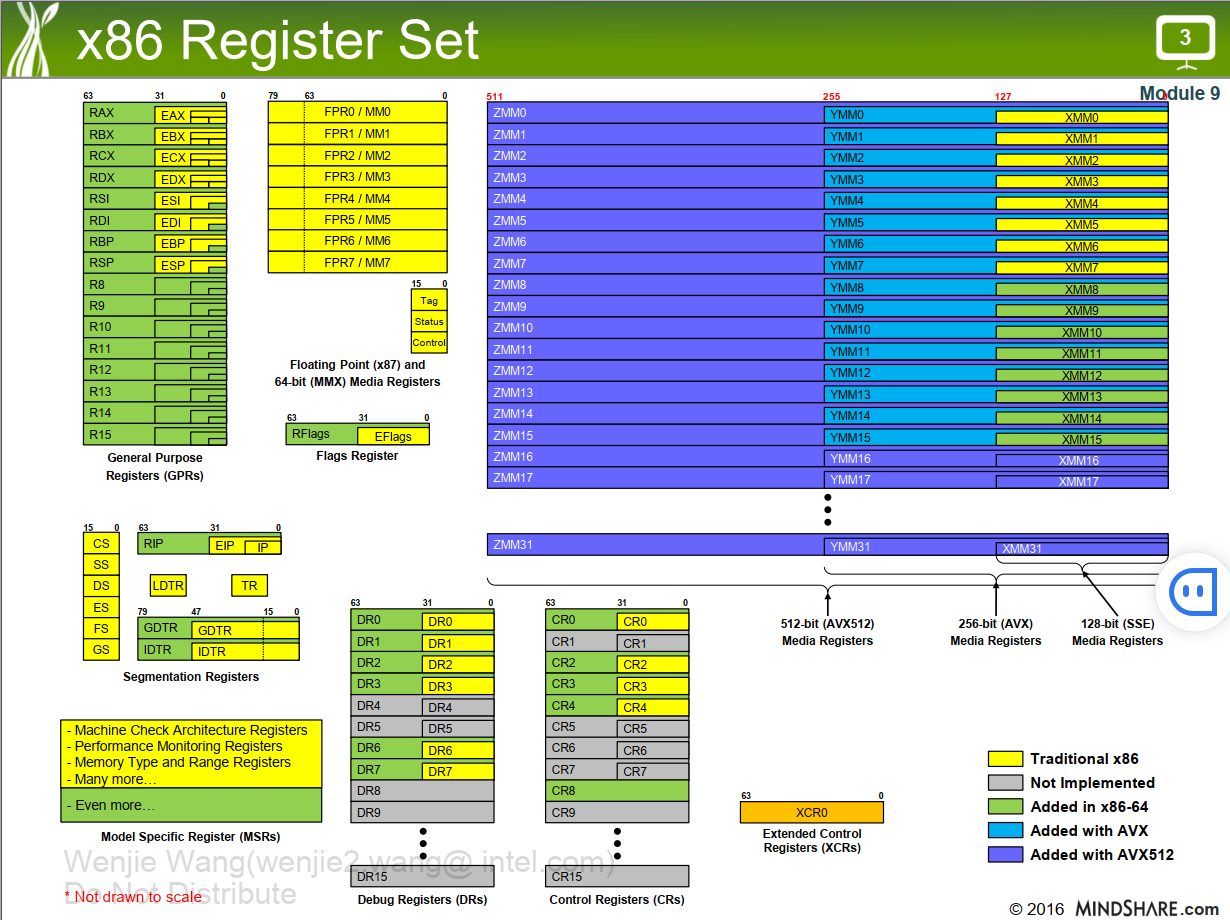 x86 Register Set
3
Module 9
63 31 0
RAX EAX
RBX EBX
RCX ECX
RDX EDX
RSI ESI
RDI EDI
RBP EBP
RSP ESP
R8
R9
R10
R11
R12
R13
R14
R15
General Purpose
Registers (GPRs)
79 63 0
FPR0 / MM0
FPR1 / MM1
FPR2 / MM2
FPR3 / MM3
FPR4 / MM4
FPR5 / MM5
FPR6 / MM6
FPR7 / MM7
15 0
Tag
Status
Control
Floating Point (x87) and
64-bit (MMX) Media Registers
63 31 0
RFlags EFlags
Flags Register
511 255 127 0
ZMM0 YMM0 XMM0
ZMM1 YMM1 XMM1
ZMM2 YMM2 XMM2
ZMM3 YMM3 XMM3
ZMM4 YMM4 XMM4
ZMM5 YMM5 XMM5
ZMM6 YMM6 XMM6
ZMM7 YMM7 XMM7
ZMM8 YMM8 XMM8
ZMM9 YMM9 XMM9
ZMM10 YMM10 XMM10
ZMM11 YMM11 XMM11
ZMM12 YMM12 XMM12
ZMM13 YMM13 XMM13
ZMM14 YMM14 XMM14
ZMM15 YMM15 XMM15
ZMM16 YMM16 XMM16
ZMM17 YMM17 XMM17
ZMM31 YMM31 XMM31
512-bit (AVX512)
Media Registers
256-bit (AVX)
Media Registers
128-bit (SSE)
Media Registers
15 0
CS
SS
DS
ES
FS
GS
63 31 0
RIP EIP IP
LDTR TR
79 47 15 0
GDTR GDTR
IDTR IDTR
Segmentation Registers
- Machine Check Architecture Registers
- Performance Monitoring Registers
- Memory Type and Range Registers
- Many more…
- Even more…
Model Specific Register (MSRs)
63 31 0
DR0 DR0
DR1 DR1
DR2 DR2
DR3 DR3
DR4 DR4
DR5 DR5
DR6 DR6
DR7 DR7
DR8
DR9
DR15
Debug Registers (DRs)
63 31 0
CR0 CR0
CR1 CR1
CR2 CR2
CR3 CR3
CR4 CR4
CR5 CR5
CR6 CR6
CR7 CR7
CR8
CR9
CR15
Control Registers (CRs)
63 0
XCR0
Extended Control
Registers (XCRs)
Traditional x86
Not Implemented
Added in x86-64
Added with AVX
Added with AVX512
Wenjie Wang(wenjie2.wang@ intel.com)
Do Not Distribute
* Not drawn to scale
© 2016 MINDSHARE.com